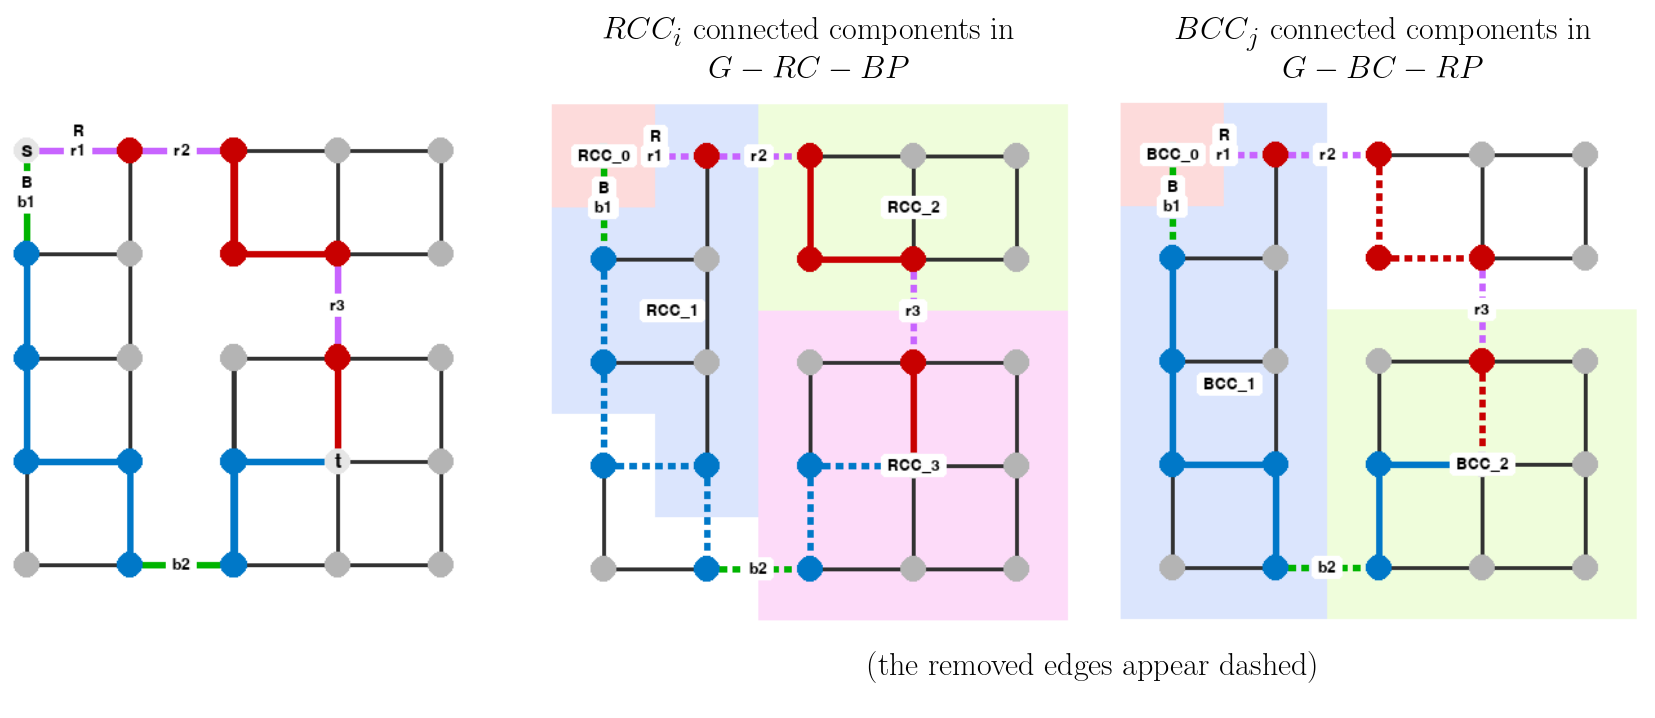 RCC_i connected components in
G − RC − BP
BCC_j connected components in
G − BC − RP
s
R
r1
r2
B
b1
r3
t
b2
RCC_0
R
r1
r2
B
b1
RCC_2
RCC_1
r3
RCC_3
b2
BCC_0
R
r1
r2
B
b1
r3
BCC_1
BCC_2
b2
(the removed edges appear dashed)